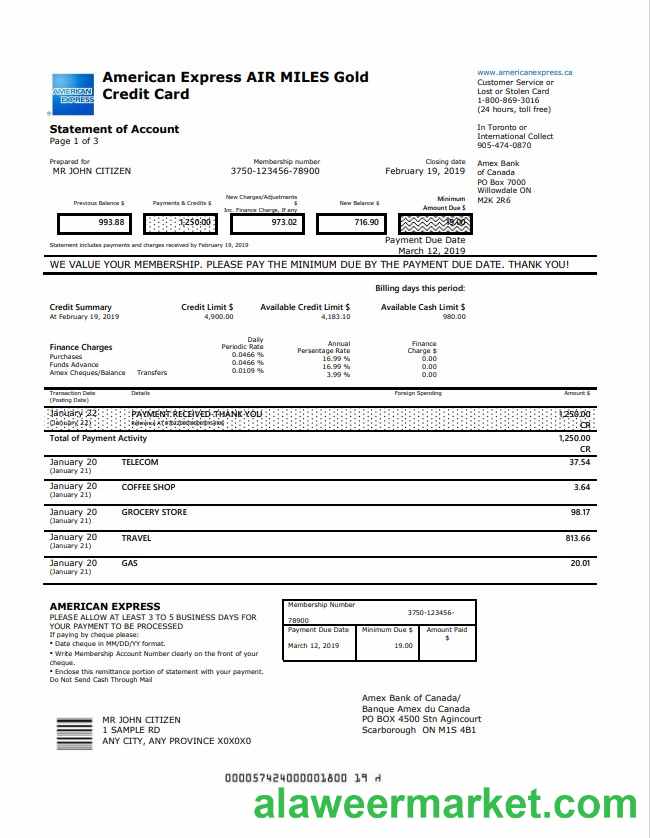 American Express AIR MILES Gold
Credit Card
AMERICAN
EXPRESS
®
www.americanexpress.ca
Customer Service or
Lost or Stolen Card
1-800-869-3016
(24 hours, toll free)
In Toronto or
International Collect
905-474-0870
Amex Bank
of Canada
PO Box 7000
Willowdale ON
M2K 2R6
Statement of Account
Page 1 of 3
Prepared for Membership number Closing date
MR JOHN CITIZEN 3750-123456-78900 February 19, 2019
Previous Balance $ Payments & Credits $ New Charges/Adjustments $ Inc. Finance Charge, If any New Balance $ Minimum Amount Due $
993.88 1,250.00 973.02 716.90 19.00
Statement includes payments and charges received by February 19, 2019
Payment Due Date
March 12, 2019
WE VALUE YOUR MEMBERSHIP. PLEASE PAY THE MINIMUM DUE BY THE PAYMENT DUE DATE. THANK YOU!
Billing days this period:
Credit Summary Credit Limit $ Available Credit Limit $ Available Cash Limit $
At February 19, 2019 4,900.00 4,183.10 980.00
Finance Charges Daily Periodic Rate Annual Persentage Rate Finance Charge $
Purchases 0.0466 % 16.99 % 0.00
Funds Advance 0.0466 % 16.99 % 0.00
Amex Cheques/Balance Transfers 0.0109 % 3.99 % 0.00
Transaction Date Details Foreign Spending Amount $
(Posting Date)
January 22 PAYMENT RECEIVED-THANK YOU 1,250.00
(January 22) Reference CR
Total of Payment Activity 1,250.00
CR
January 20 TELECOM 37.54
(January 21)
January 20 COFFEE SHOP 3.64
(January 21)
January 20 GROCERY STORE 98.17
(January 21)
January 20 TRAVEL 813.66
(January 21)
January 20 GAS 20.01
(January 21)
AMERICAN EXPRESS
PLEASE ALLOW AT LEAST 3 TO 5 BUSINESS DAYS FOR
YOUR PAYMENT TO BE PROCESSED
If paying by cheque please:
• Date cheque in MM/DD/YY format.
• Write Membership Account Number clearly on the front of your
cheque.
• Enclose this remittance portion of statement with your payment.
Do Not Send Cash Through Mail
Membership Number
3750-123456-
78900
Payment Due Date Minimum Due $ Amount Paid $
March 12, 2019 19.00
Amex Bank of Canada/
Banque Amex du Canada
PO BOX 4500 Stn Agincourt
Scarborough ON M1S 4B1
MR JOHN CITIZEN
1 SAMPLE RD
ANY CITY, ANY PROVINCE X0X0X0
000057424000001800 19 d
alaweermarket.com